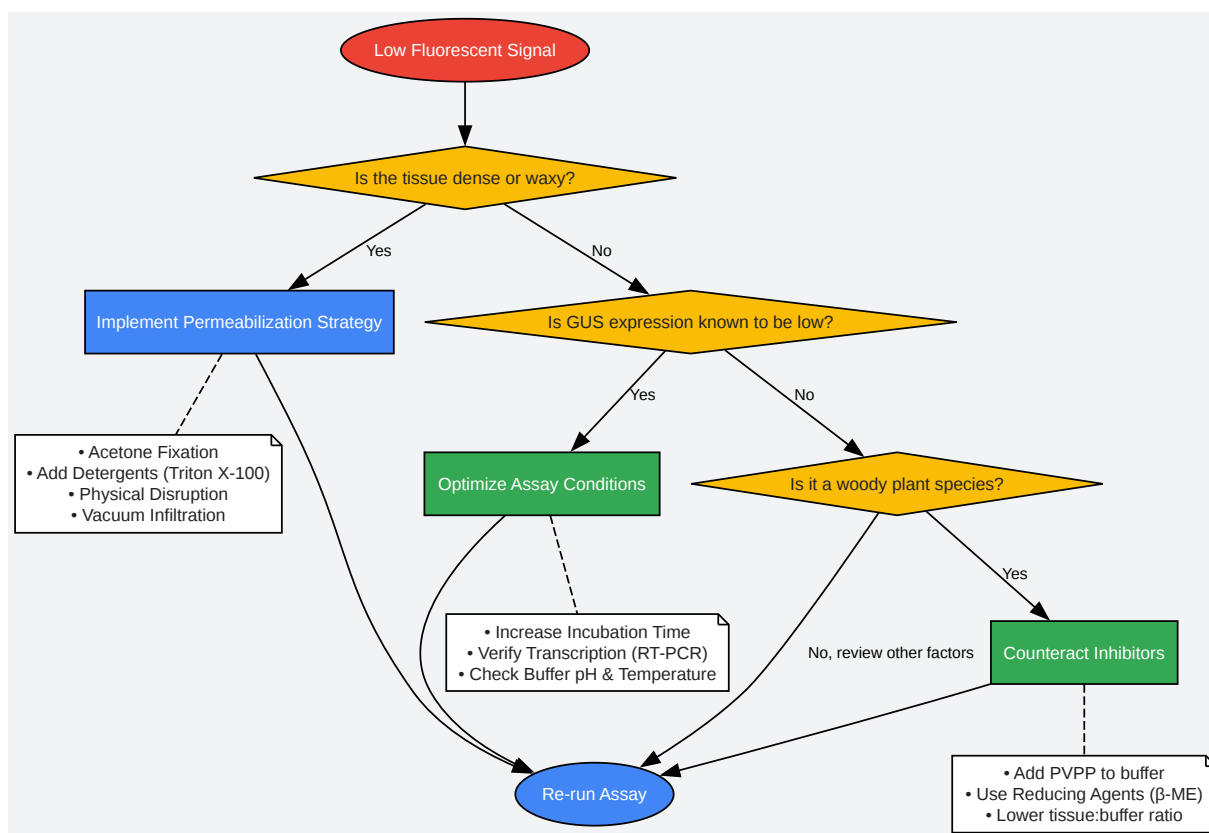 Low Fluorescent Signal
Is the tissue dense or waxy?
Yes
No
Implement Permeabilization Strategy
Is GUS expression known to be low?
• Acetone Fixation
• Add Detergents (Triton X-100)
• Physical Disruption
• Vacuum Infiltration
Yes
No
Optimize Assay Conditions
Is it a woody plant species?
Yes
• Increase Incubation Time
• Verify Transcription (RT-PCR)
• Check Buffer pH & Temperature
No, review other factors
Counteract Inhibitors
Re-run Assay
• Add PVPP to buffer
• Use Reducing Agents (β-ME)
• Lower tissue:buffer ratio